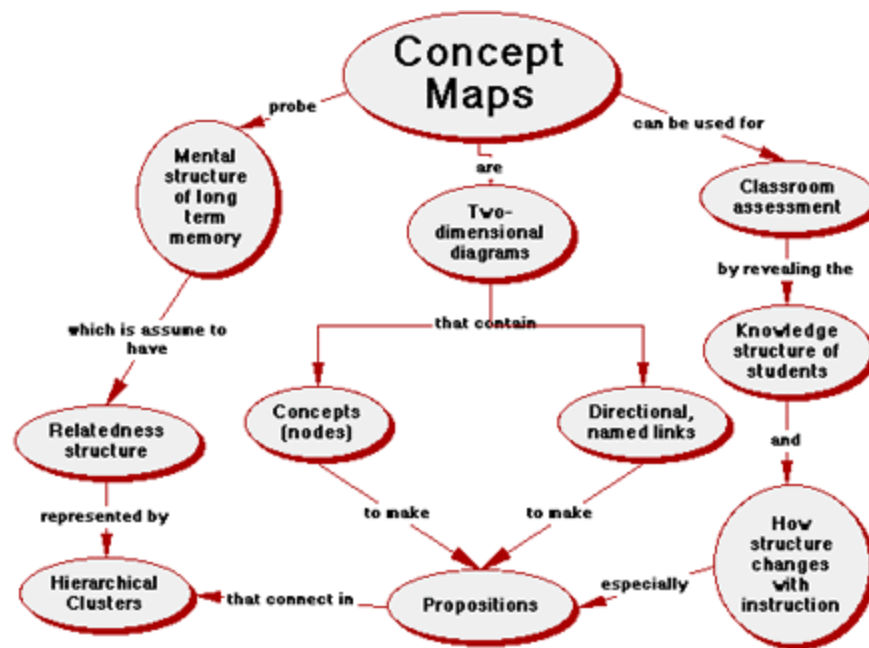 Concept
Maps
probe
can be used for
are
Mental
structure
of long
term
memory
Two-
dimensional
diagrams
Classroom
assessment
by revealing the
which is assume to
have
that contain
Knowledge
structure of
students
Concepts
(nodes)
Directional,
named links
Relatedness
structure
and
represented by
to make
to make
How
structure
changes
with
instruction
Hierarchical
Clusters
that connect in
Propositions
especially